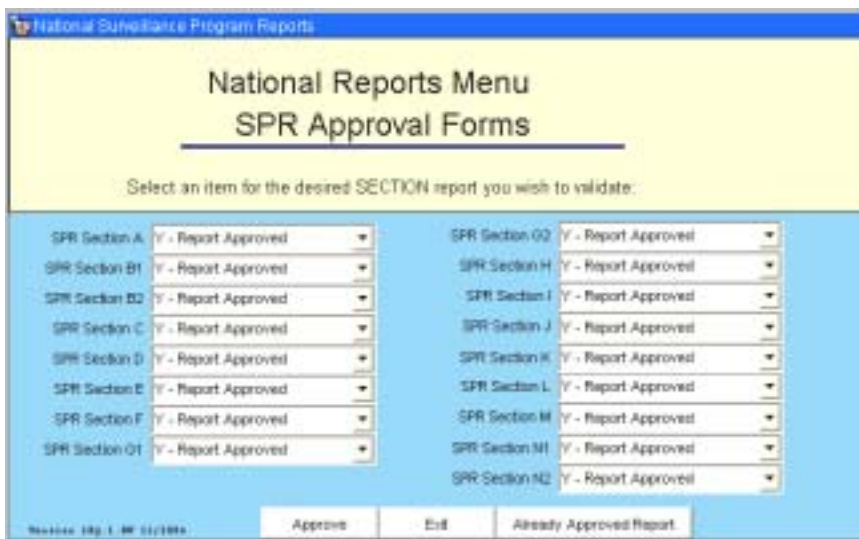 National Surveillance Program Reports
National Reports Menu
SPR Approval Forms
Select an item for the desired SECTION report you wish to validate:
SPR Section A Y - Report Approved
SPR Section B1 Y - Report Approved
SPR Section B2 Y - Report Approved
SPR Section C Y - Report Approved
SPR Section D Y - Report Approved
SPR Section E Y - Report Approved
SPR Section F Y - Report Approved
SPR Section G1 Y - Report Approved
SPR Section G2 Y - Report Approved
SPR Section H Y - Report Approved
SPR Section I Y - Report Approved
SPR Section J Y - Report Approved
SPR Section K Y - Report Approved
SPR Section L Y - Report Approved
SPR Section M Y - Report Approved
SPR Section N1 Y - Report Approved
SPR Section N2 Y - Report Approved
Version
Approve Exit Already Approved Report